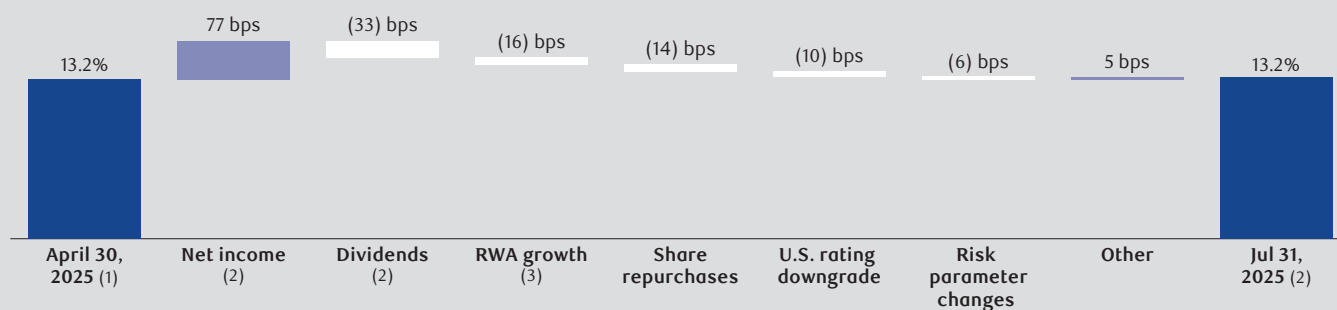 77 bps
(33) bps
(16) bps
(14) bps
(10) bps
(6) bps
5 bps
13.2%
13.2%
April 30,
2025 (1)
Net income
(2)
Dividends
(2)
RWA growth
(3)
Share
repurchases
U.S. rating
downgrade
Risk
parameter
changes
Other
Jul 31,
2025 (2)